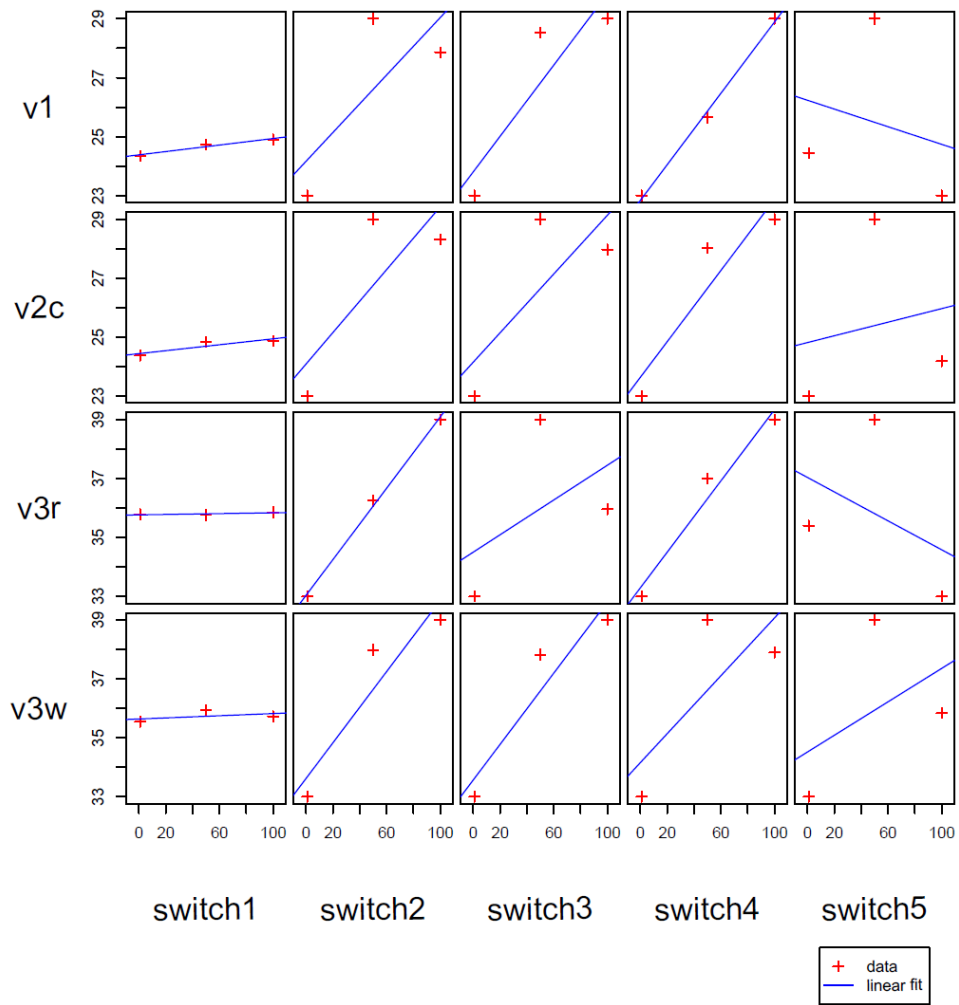 29
27
25
23
v1
29
27
25
23
v2c
39
37
35
33
v3r
39
37
35
33
v3w
0 20 60 100 0 20 60 100 0 20 60 100 0 20 60 100 0 20 60 100
switch1 switch2 switch3 switch4 switch5
data
linear fit